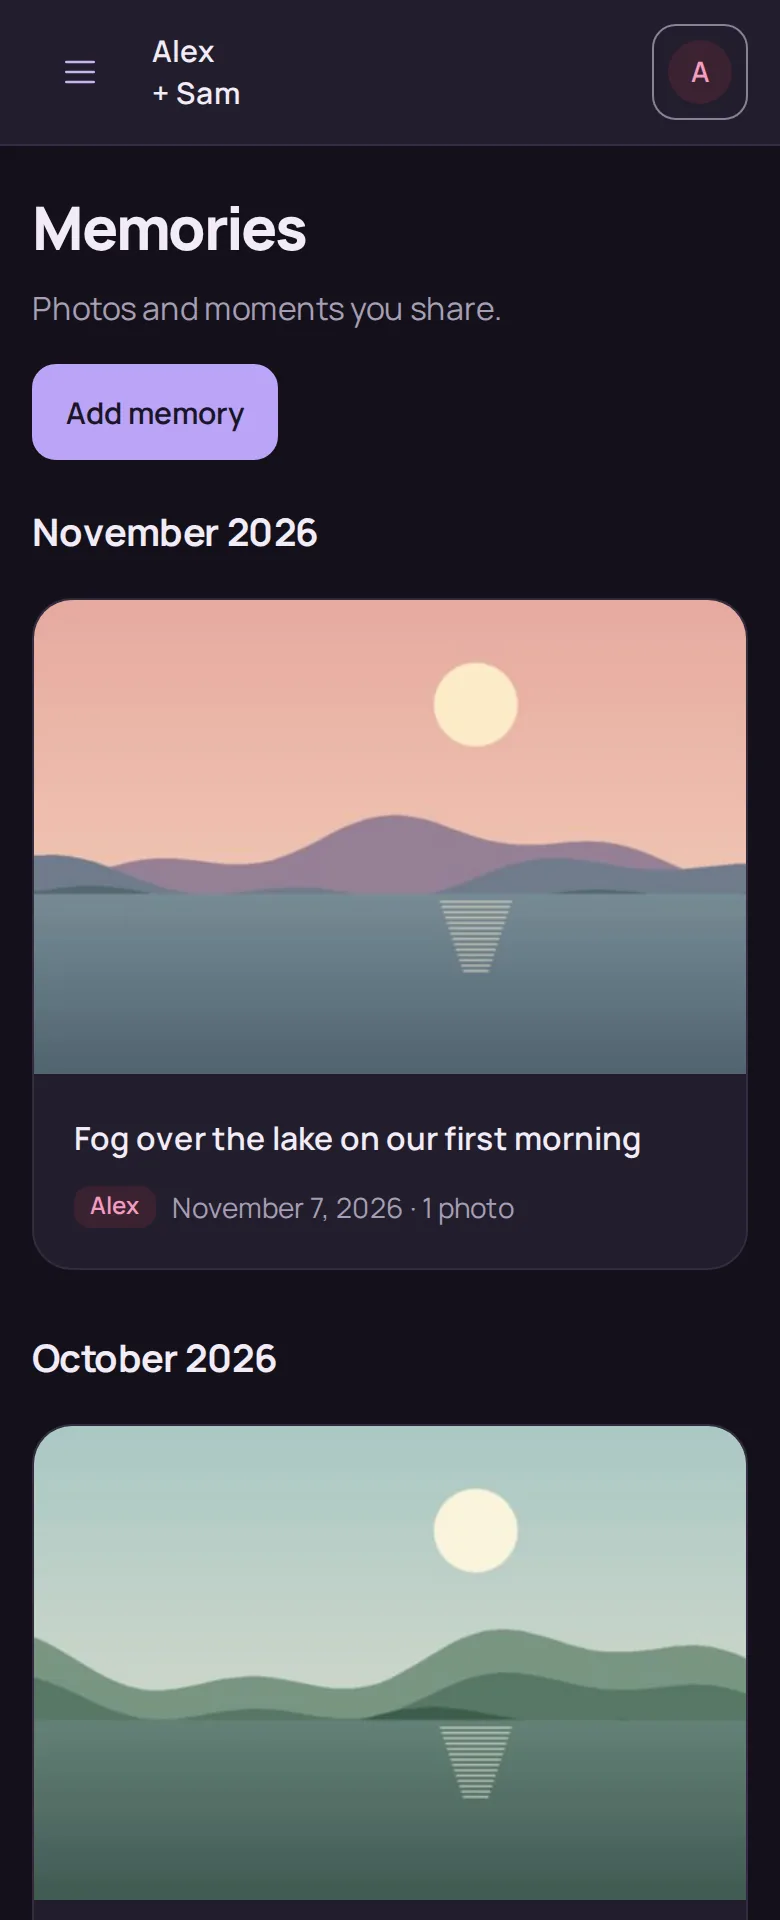 Alex
+ Sam
A
Memories
Photos and moments you share.
Add memory
November 2026
Fog over the lake on our first morning
Alex November 7, 2026 · 1 photo
October 2026